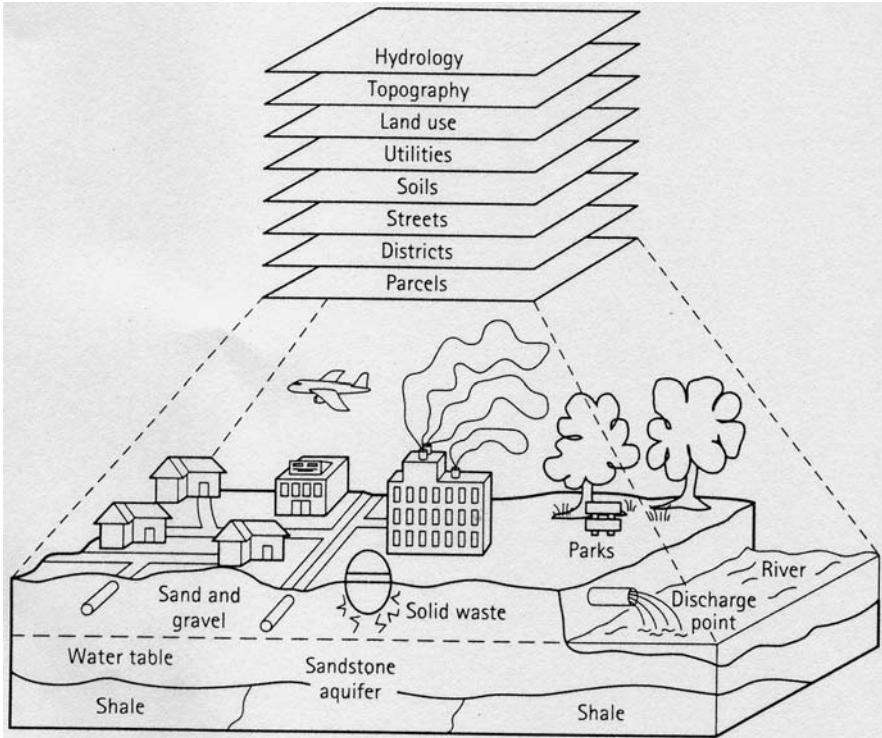 Hydrology
Topography
Land use
Utilities
Soils
Streets
Districts
Parcels
Parks
River
Sand and
gravel
Solid waste
Discharge
point
Water table
Sandstone
aquifer
Shale
Shale